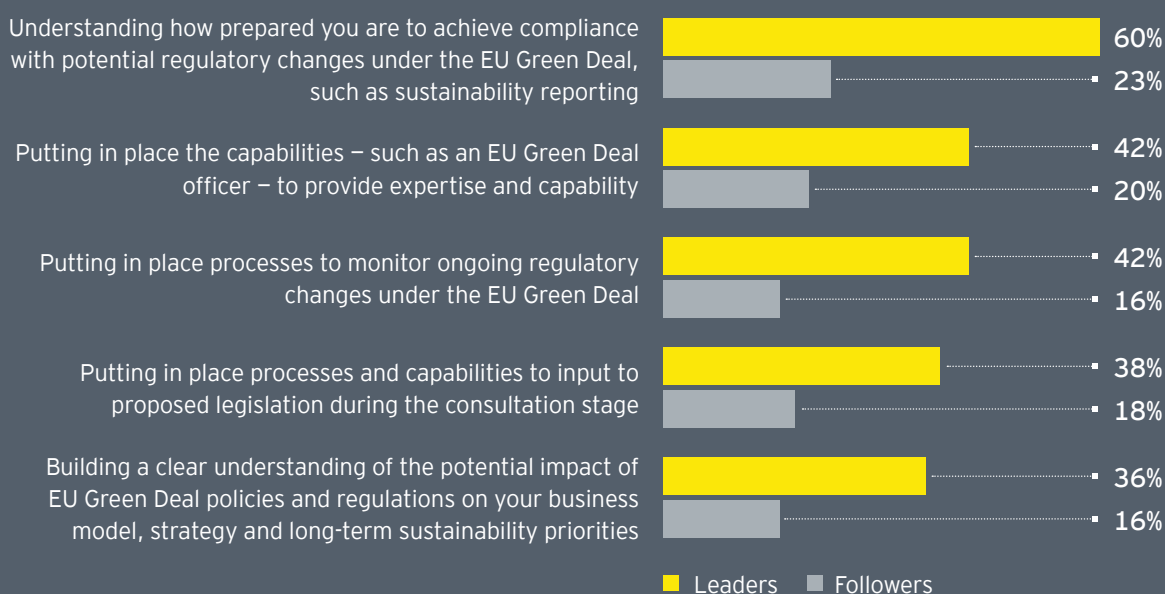 Understanding how prepared you are to achieve compliance
with potential regulatory changes under the EU Green Deal,
such as sustainability reporting
60%
23%
Putting in place the capabilities – such as an EU Green Deal
officer – to provide expertise and capability
42%
20%
Putting in place processes to monitor ongoing regulatory
changes under the EU Green Deal
42%
16%
Putting in place processes and capabilities to input to
proposed legislation during the consultation stage
38%
18%
Building a clear understanding of the potential impact of
EU Green Deal policies and regulations on your business
model, strategy and long-term sustainability priorities
36%
16%
Leaders Followers